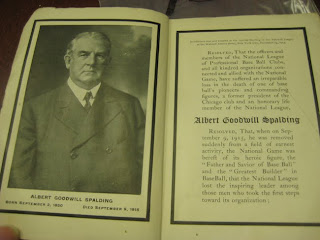 ALBERT GOODWILL SPALDING
BORN SEPTEMBER 2, 1850
DIED SEPTEMBER 9, 1915
RESOLVED, That the officers and
members of the National League
of Professional Base Ball Clubs,
and all kindred organizations con-
nected and allied with the National
Game, have suffered an irreparable
loss in the death of one of base
ball's pioneers and commanding
figures, a former president of the
Chicago club and an honorary life
member of the National League,
Albert Goodwill Spalding
RESOLVED, That, when on September
9, 1915, he was removed
suddenly from a field of earnest
activity, the National Game was
bereft of its heroic figure, the
"Father and Savior of Base Ball"
and the "Greatest Builder" in
Base Ball, that the National League
lost the inspiring leader among
those men who took the first steps
toward its organization;